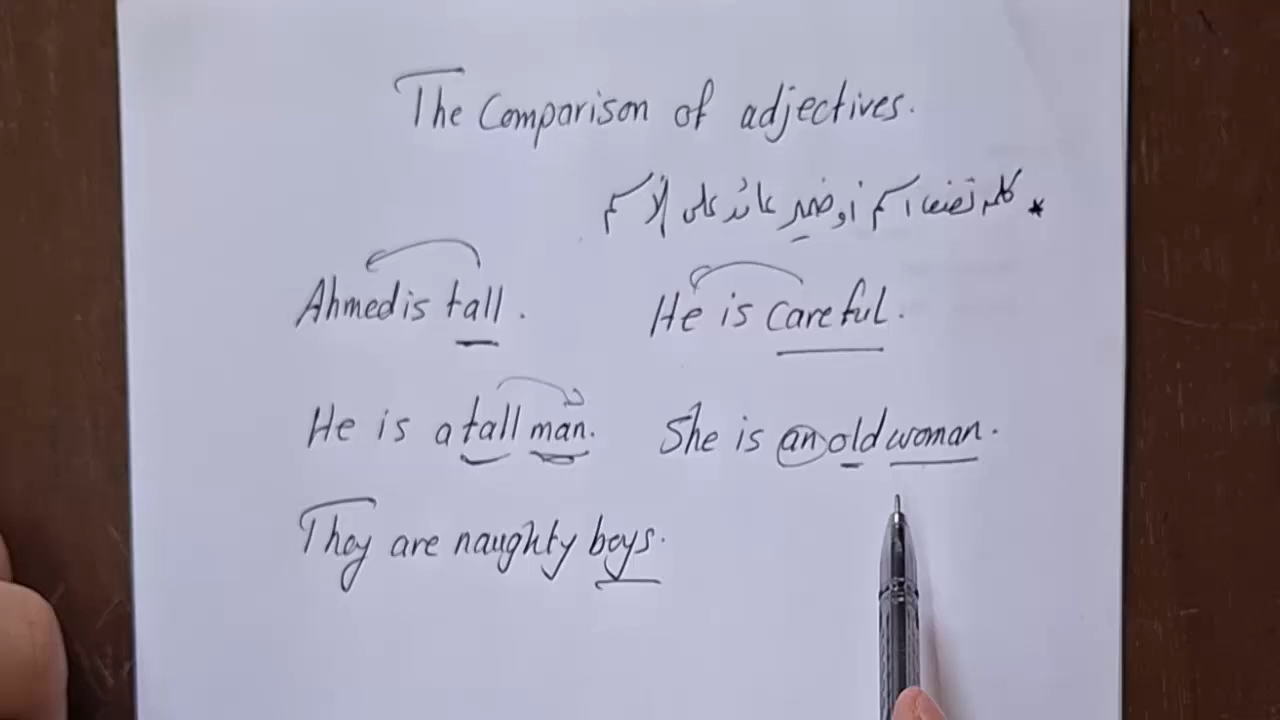 The Comparison of adjectives.
* كلمه تصف اسم أو ضمير عائد على الاسم
Ahmed is tall. He is careful.
He is a tall man. She is an old woman.
They are naughty boys.